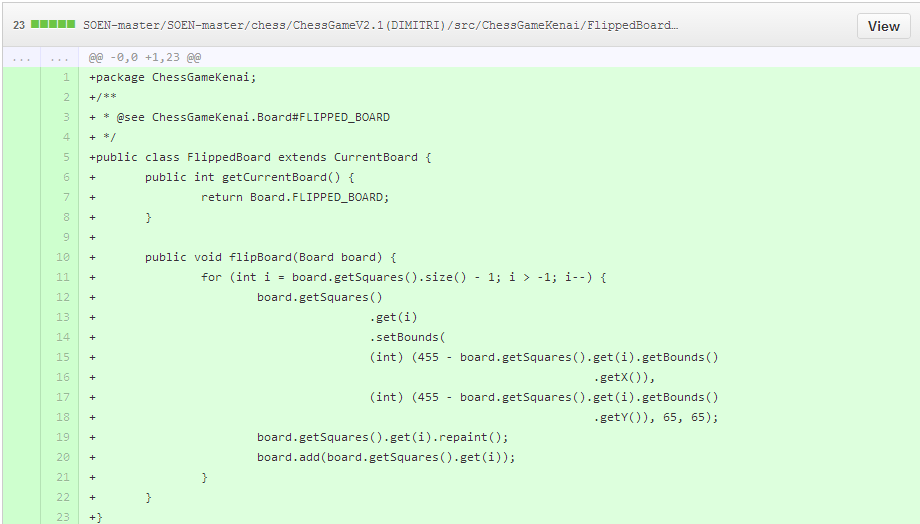 23 SOEN-master/SOEN-master/chess/ChessGameV2.1(DIMITRI)/src/ChessGameKenai/FlippedBoard… View
... ... @@ -0,0 +1,23 @@
1 +package ChessGameKenai;
2 +/**
3 + * @see ChessGameKenai.Board#FLIPPED_BOARD
4 + */
5 +public class FlippedBoard extends CurrentBoard {
6 + public int getCurrentBoard() {
7 + return Board.FLIPPED_BOARD;
8 + }
9 +
10 + public void flipBoard(Board board) {
11 + for (int i = board.getSquares().size() - 1; i > -1; i--) {
12 + board.getSquares()
13 + .get(i)
14 + .setBounds(
15 + (int) (455 - board.getSquares().get(i).getBounds()
16 + .getX()),
17 + (int) (455 - board.getSquares().get(i).getBounds()
18 + .getY()), 65, 65);
19 + board.getSquares().get(i).repaint();
20 + board.add(board.getSquares().get(i));
21 + }
22 + }
23 +}